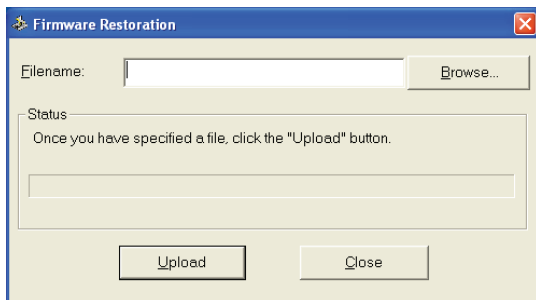 Firmware Restoration
Filename:
Browse...
Status
Once you have specified a file, click the "Upload" button.
Upload
Close